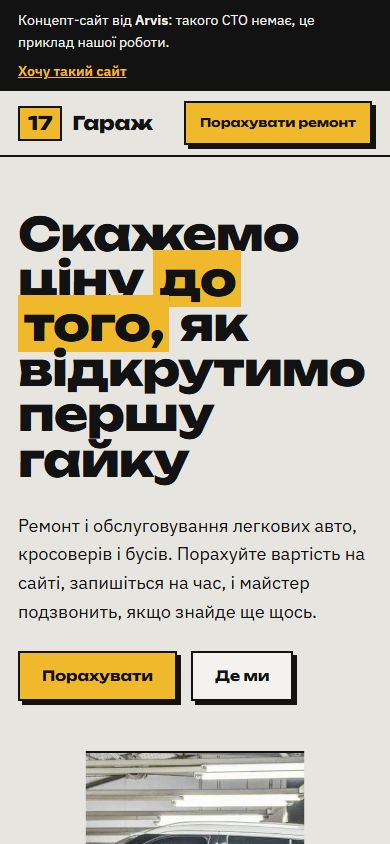 Концепт-сайт від Arvis: такого СТО немає, це
приклад нашої роботи.
Хочу такий сайт
17 Гараж
Порахувати ремонт
Скажемо
ціну до
того, як
відкрутимо
першу
гайку
Ремонт і обслуговування легкових авто,
кросоверів і бусів. Порахуйте вартість на
сайті, запишіться на час, і майстер
подзвонить, якщо знайде ще щось.
Порахувати
Де ми